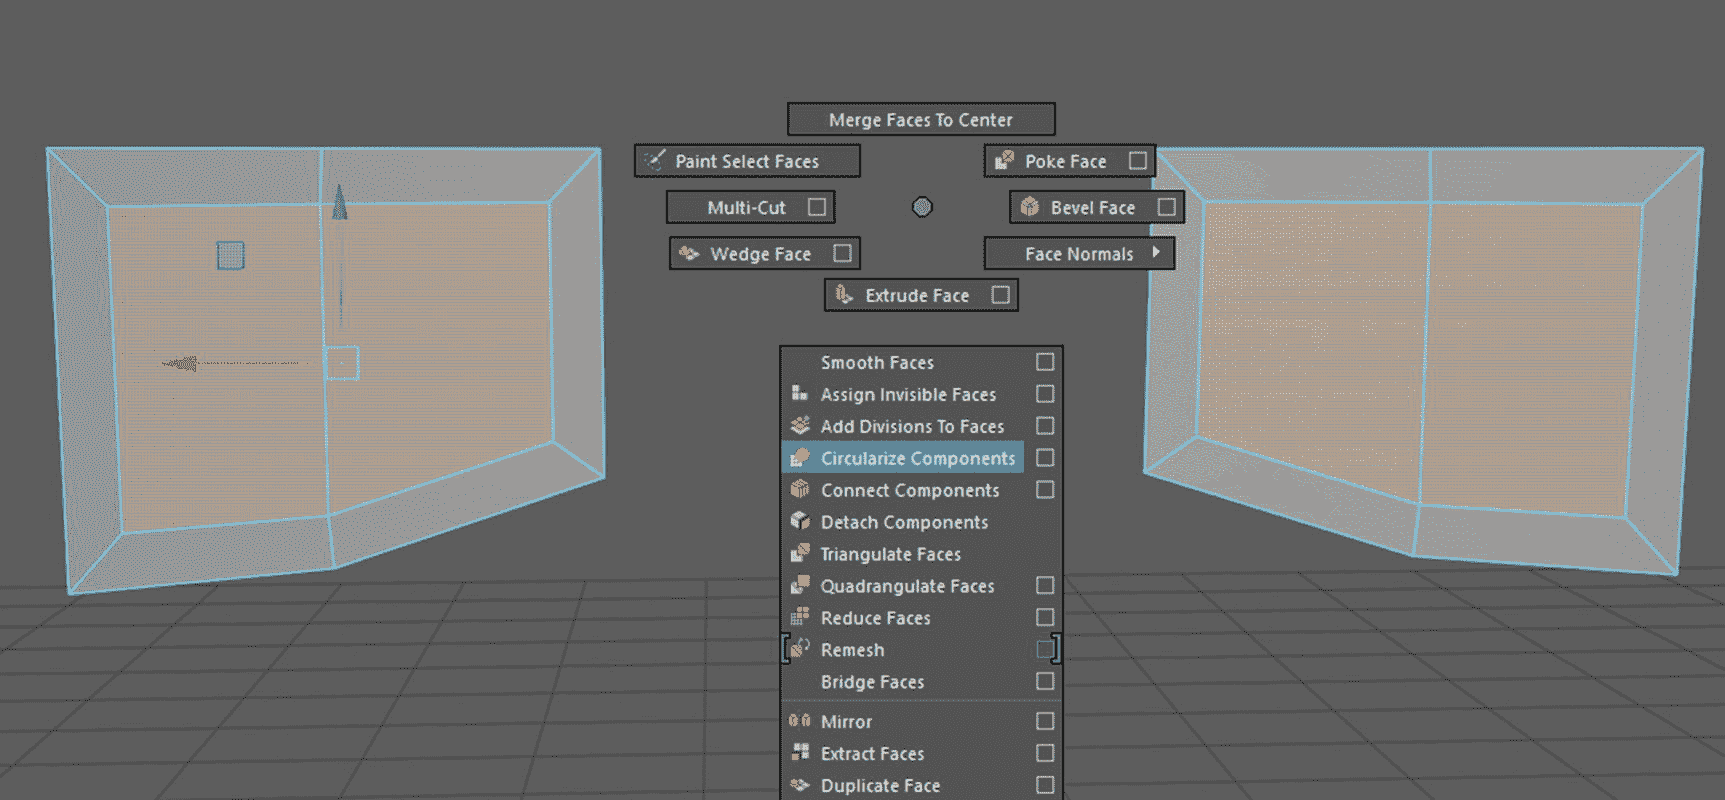 Merge Faces To Center
Paint Select Faces
Poke Face
Multi-Cut
Bevel Face
Wedge Face
Face Normals
Extrude Face
Smooth Faces
Assign Invisible Faces
Add Divisions To Faces
Circularize Components
Connect Components
Detach Components
Triangulate Faces
Quadrangulate Faces
Reduce Faces
Remesh
Bridge Faces
Mirror
Extract Faces
Duplicate Face